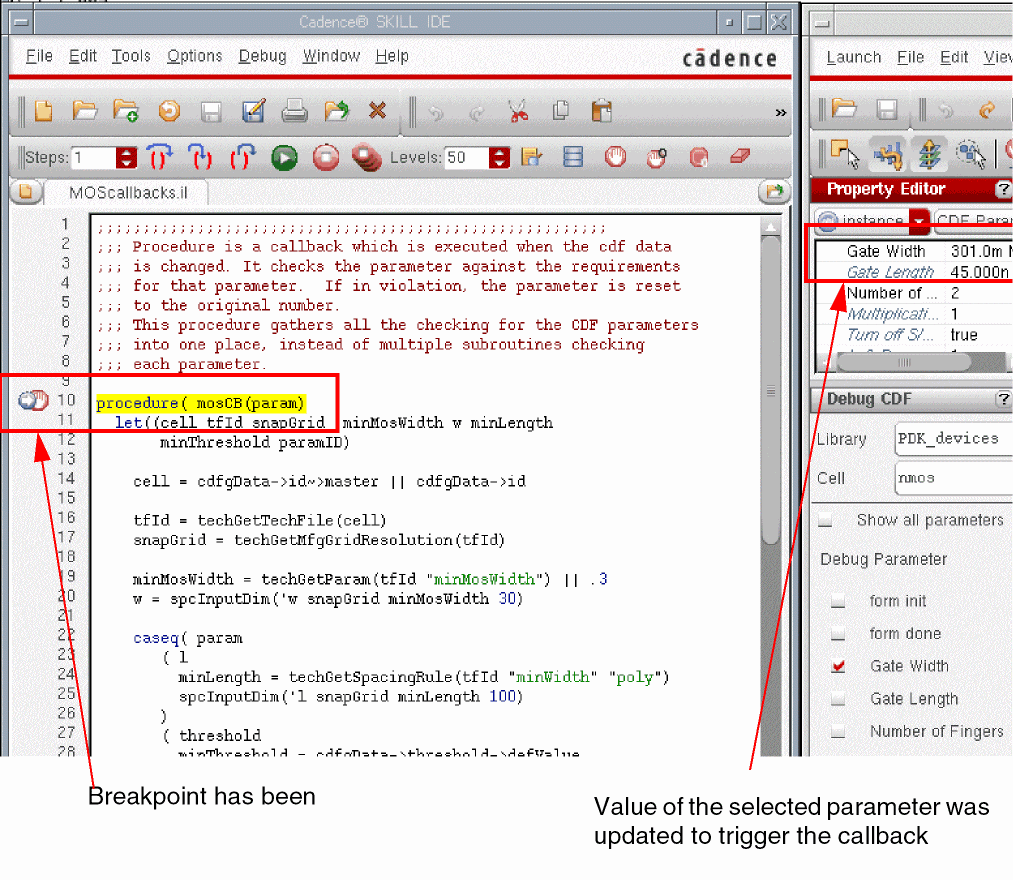 Cadence® SKILL IDE
File Edit Tools Options Debug Window Help
cādence
»
Steps: 1 Levels: 50
MOScallbacks.il
1 ;;;;;;;;;;;;;;;;;;;;;;;;;;;;;;;;;;;;;;;;;;;;;;;;;;;;;;;;
2 ;;; Procedure is a callback which is executed when the cdf data
3 ;;; is changed. It checks the parameter against the requirements
4 ;;; for that parameter.  If in violation, the parameter is reset
5 ;;; to the original number.
6 ;;; This procedure gathers all the checking for the CDF parameters
7 ;;; into one place, instead of multiple subroutines checking
8 ;;; each parameter.
9
10 procedure( mosCB(param)
11 let((cell tfId snapGrid minMosWidth w minLength
12 minThreshold paramID)
13
14 cell = cdfgData->id~>master || cdfgData->id
15
16 tfId = techGetTechFile(cell)
17 snapGrid = techGetMfgGridResolution(tfId)
18
19 minMosWidth = techGetParam(tfId "minMosWidth") || .3
20 w = spcInputDim('w snapGrid minMosWidth 30)
21
22 caseq( param
23 ( l
24 minLength = techGetSpacingRule(tfId "minWidth" "poly")
25 spcInputDim('l snapGrid minLength 100)
26 )
27 ( threshold
28 minThreshold = cdfgData->threshold->defValue
Launch File Edit View
Property Editor ?
instance CDF Param
Gate Width 301.0m
Gate Length 45.000n
Number of ... 2
Multiplicati... 1
Turn off S/... true
Debug CDF ?
Library PDK_devices
Cell nmos
Show all parameters
Debug Parameter
form init
form done
Gate Width
Gate Length
Number of Fingers
Breakpoint has been
Value of the selected parameter was
updated to trigger the callback